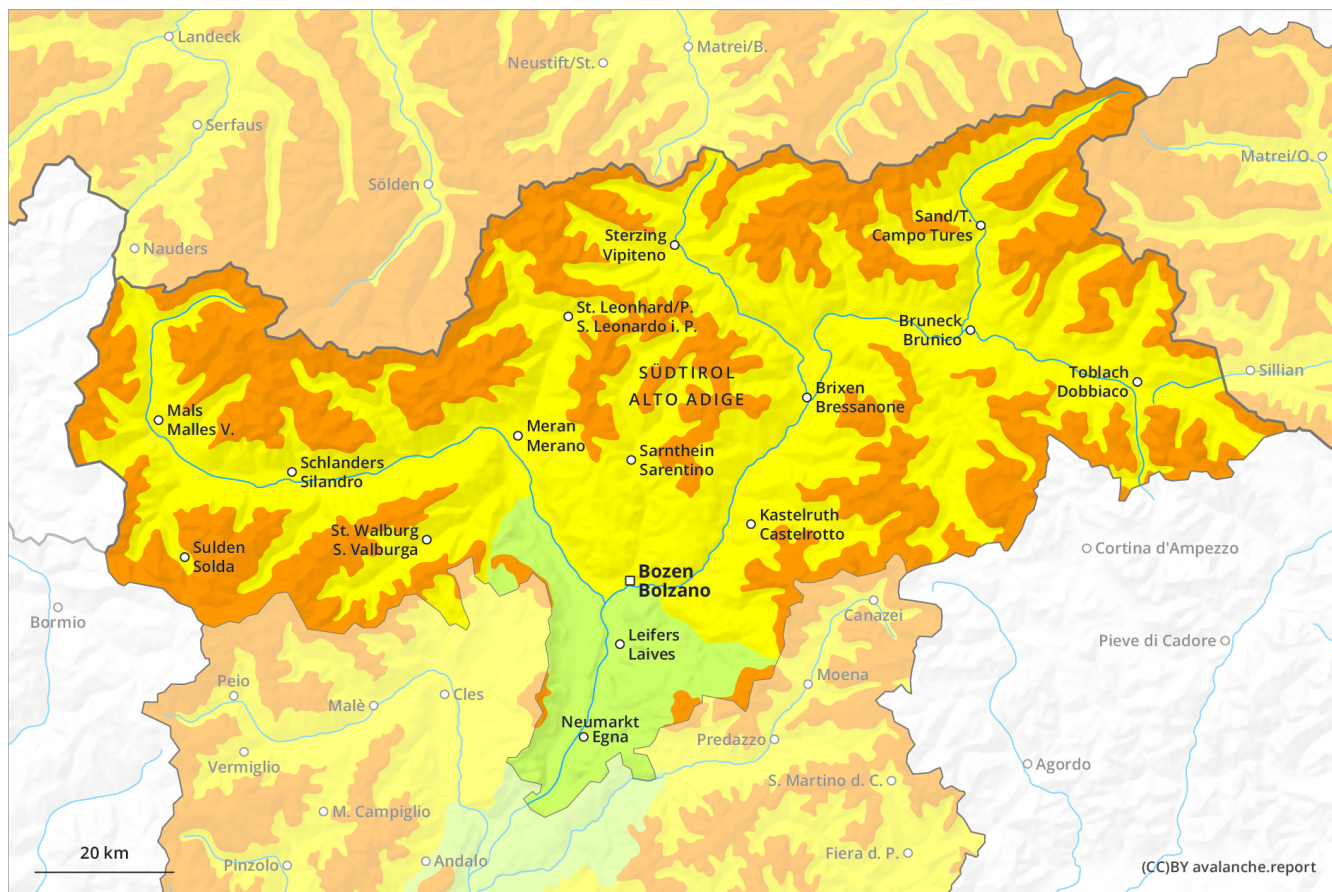 Landeck
Matrei/B.
Neustift/St.
Serfaus
Matrei/O.
Sölden
Sand/T.
Campo Tures
Sterzing
Vipiteno
Nauders
St. Leonhard/P.
S. Leonardo i. P.
Bruneck
Brunico
SÜDTIROL
ALTO ADIGE
Toblach
Dobbiaco
Sillian
Brixen
Bressanone
Mals
Malles V.
Meran
Merano
Sarnthein
Sarentino
Schlanders
Silandro
Kastelruth
Castelrotto
St. Walburg
S. Valburga
Sulden
Solda
Cortina d'Ampezzo
Bozen
Bolzano
Bormio
Canazei
Leifers
Laives
Pieve di Cadore
Moena
Peio
Cles
Malè
Neumarkt
Egna
Predazzo
Vermiglio
Agordo
S. Martino d. C.
M. Campiglio
20 km
Fiera d. P.
Andalo
Pinzolo
(CC)BY avalanche.report